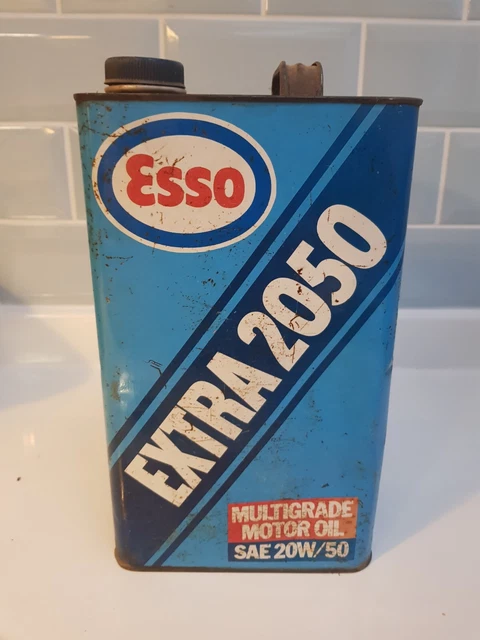 Esso
EXTRA 2050
MULTIGRADE
MOTOR OIL
SAE 20W/50